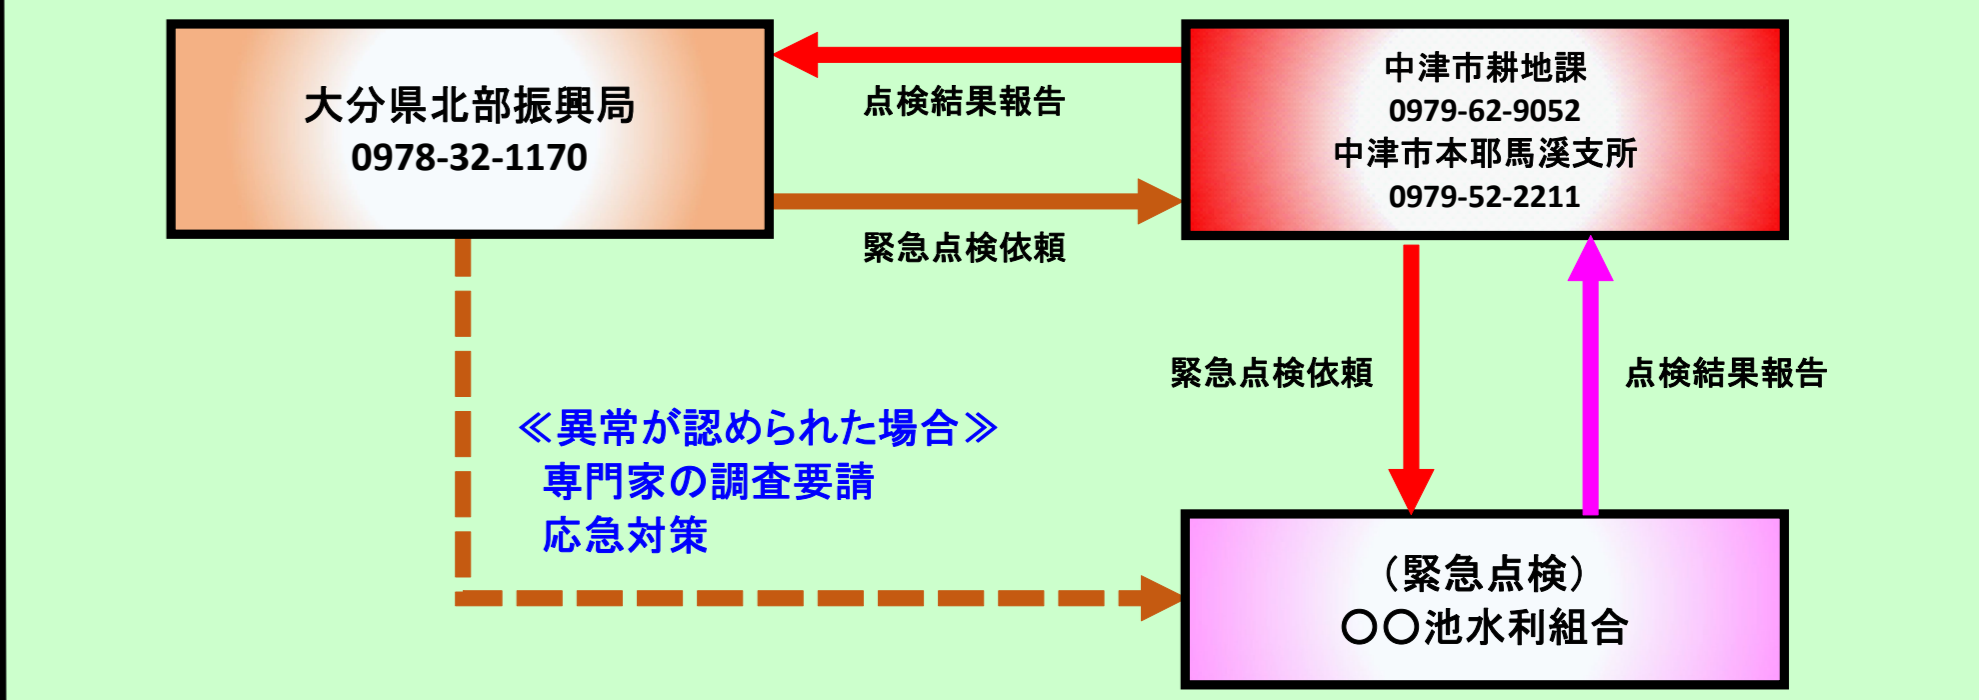 大分県北部振興局
0978-32-1170
点検結果報告
緊急点検依頼
中津市耕地課
0979-62-9052
中津市本耶馬溪支所
0979-52-2211
緊急点検依頼
点検結果報告
≪異常が認められた場合≫
専門家の調査要請
応急対策
（緊急点検）
〇〇池水利組合